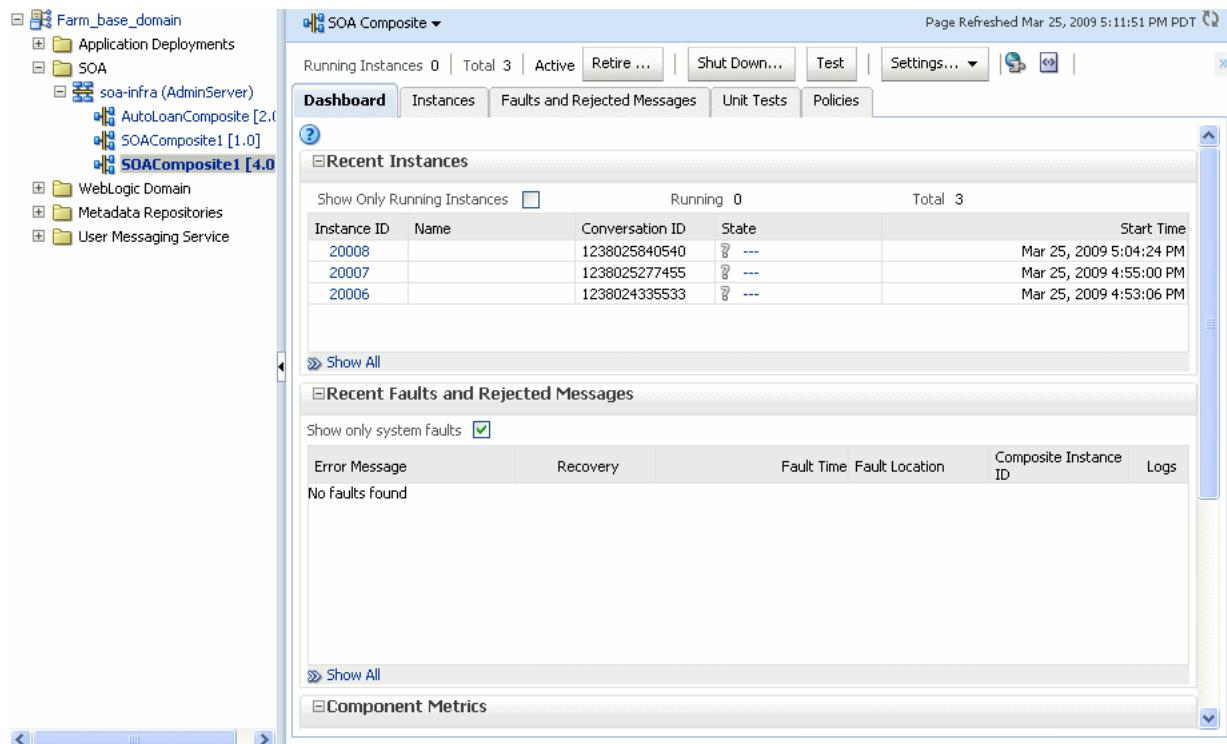 Farm_base_domain
Application Deployments
SOA
soa-infra (AdminServer)
AutoLoanComposite [2.0
SOAComposite1 [1.0]
SOAComposite1 [4.0
WebLogic Domain
Metadata Repositories
User Messaging Service
SOA Composite
Page Refreshed Mar 25, 2009 5:11:51 PM PDT
Running Instances 0 Total 3 Active Retire ... Shut Down... Test Settings...
Dashboard Instances Faults and Rejected Messages Unit Tests Policies
Recent Instances
Show Only Running Instances Running 0 Total 3
Instance ID Name Conversation ID State Start Time
20008 1238025840540 --- Mar 25, 2009 5:04:24 PM
20007 1238025277455 --- Mar 25, 2009 4:55:00 PM
20006 1238024335533 --- Mar 25, 2009 4:53:06 PM
Show All
Recent Faults and Rejected Messages
Show only system faults
Error Message Recovery Fault Time Fault Location Composite Instance ID Logs
No faults found
Show All
Component Metrics